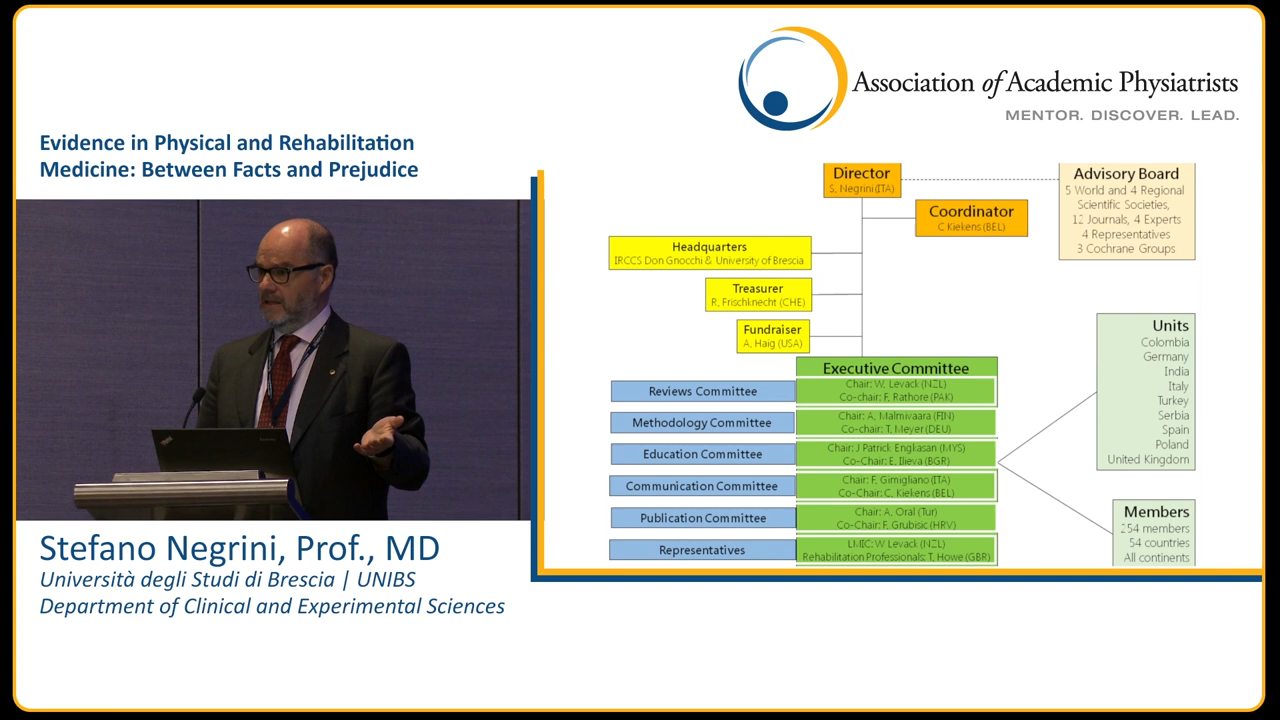 Association of Academic Physiatrists
MENTOR. DISCOVER. LEAD.
Evidence in Physical and Rehabilitation
Medicine: Between Facts and Prejudice
Director
S, Negrini (ITA)
Coordinator
C Kiekens (BEL)
Advisory Board
5 World and 4 Regional
Scientific Societies,
12 Journals, 4 Experts
4 Representatives
3 Cochrane Groups
Headquarters
IRCCS Don Gnocchi & University of Brescia
Treasurer
R, Frischknecht (CHE)
Fundraiser
A, Haig (USA)
Executive Committee
Reviews Committee
Chair: W, Levack (NZL)
Co-chair: F, Rathore (PAK)
Methodology Committee
Chair: A, Malmivaara (FIN)
Co-chair: T, Meyer (DEU)
Education Committee
Chair: J Patrick Engkasan (MYS)
Co-Chair: E, Ilieva (BGR)
Communication Committee
Chair: F, Gimigliano (ITA)
Co-Chair: C, Kiekens (BEL)
Publication Committee
Chair: A, Oral (Tur)
Co-Chair: F, Grubisic (HRV)
Representatives
LMIC: W Levack (NZL)
Rehabilitation Professionals: T, Howe (GBR)
Units
Colombia
Germany
India
Italy
Turkey
Serbia
Spain
Poland
United Kingdom
Members
254 members
54 countries
All continents
Stefano Negrini, Prof., MD
Università degli Studi di Brescia | UNIBS
Department of Clinical and Experimental Sciences